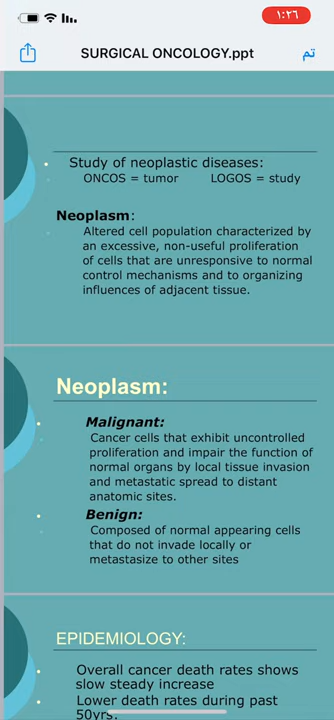 ١:٢٦
SURGICAL ONCOLOGY.ppt
تم
Study of neoplastic diseases:
ONCOS = tumor LOGOS = study
Neoplasm:
Altered cell population characterized by
an excessive, non-useful proliferation
of cells that are unresponsive to normal
control mechanisms and to organizing
influences of adjacent tissue.
Neoplasm:
Malignant:
Cancer cells that exhibit uncontrolled
proliferation and impair the function of
normal organs by local tissue invasion
and metastatic spread to distant
anatomic sites.
Benign:
Composed of normal appearing cells
that do not invade locally or
metastasize to other sites
EPIDEMIOLOGY:
Overall cancer death rates shows
slow steady increase
Lower death rates during past
50yrs.